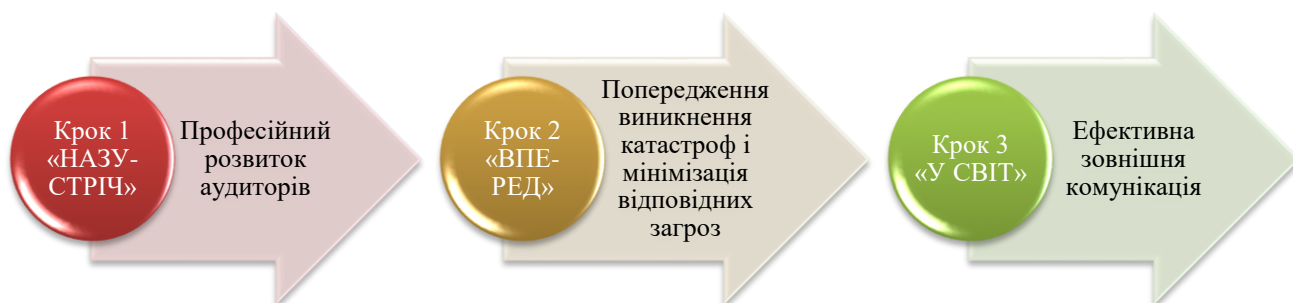 Крок 1
«НАЗУ-
СТРІЧ»
Професійний
розвиток
аудиторів
Крок 2
«ВПЕ-
РЕД»
Попередження
виникнення
катастроф і
мінімізація
відповідних
загроз
Крок 3
«У СВІТ»
Ефективна
зовнішня
комунікація